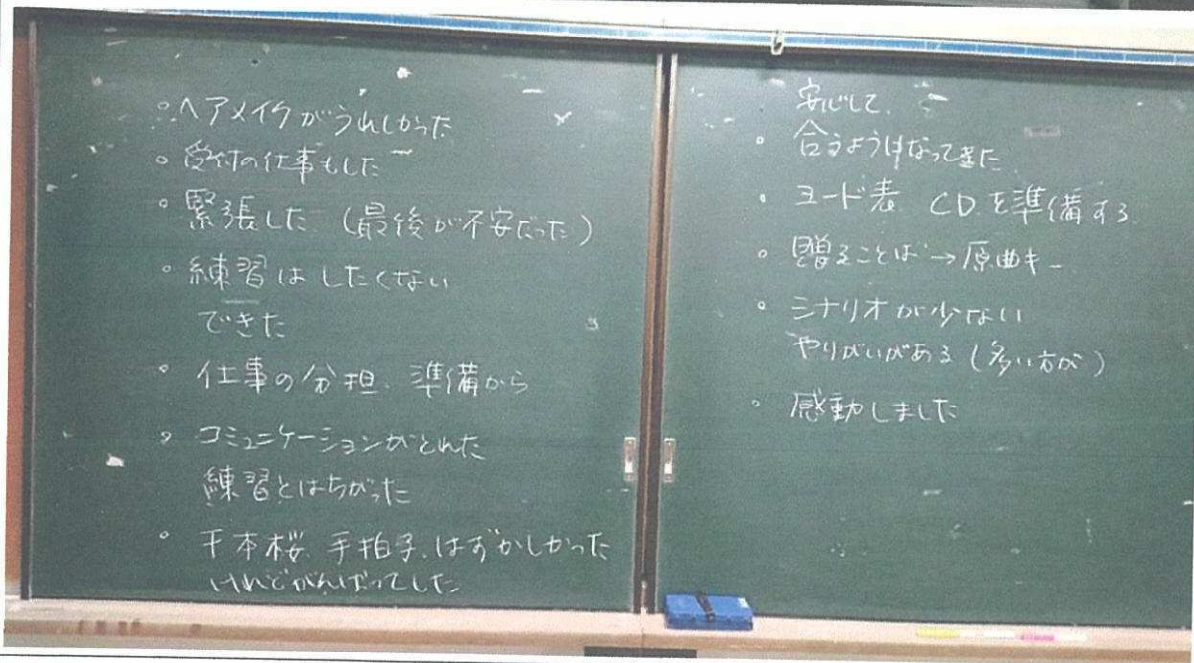 。ヘアメイクがうれしかった
。受付の仕事もした
。緊張した (最後が不安だった)
。練習はしたくない
できた
。仕事の分担、準備から
。コミュニケーションがとれた
練習とはちがった
。千本桜、手拍子、はずかしかった
けれどがんばってした
安心して、
。合うようになってきた
。コード表、CDを準備する
。贈ることば→原曲キー
。シナリオが少ない
やりがいがある (多い方が)
。感動しました